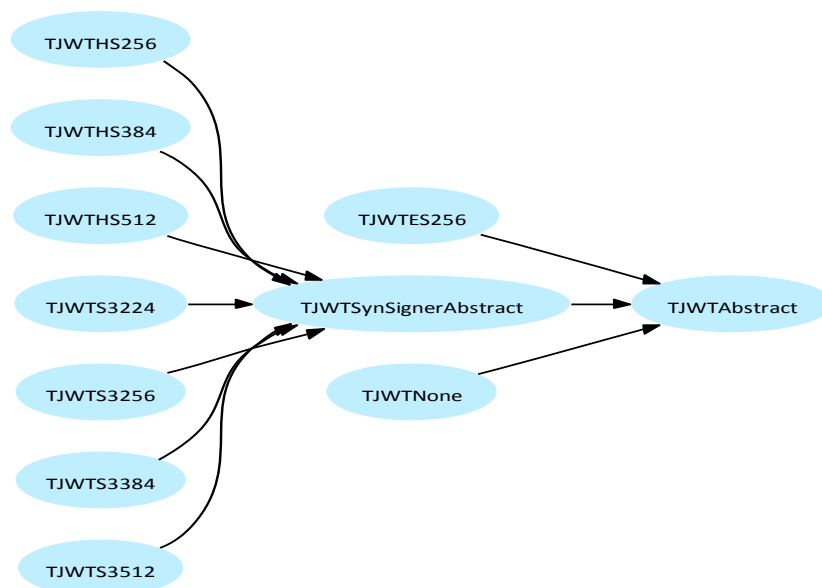 TJWTHS256
TJWTHS384
TJWTHS512
TJWTES256
TJWTS3224
TJWTSynSignerAbstract
TJWTAbstract
TJWTS3256
TJWTNone
TJWTS3384
TJWTS3512